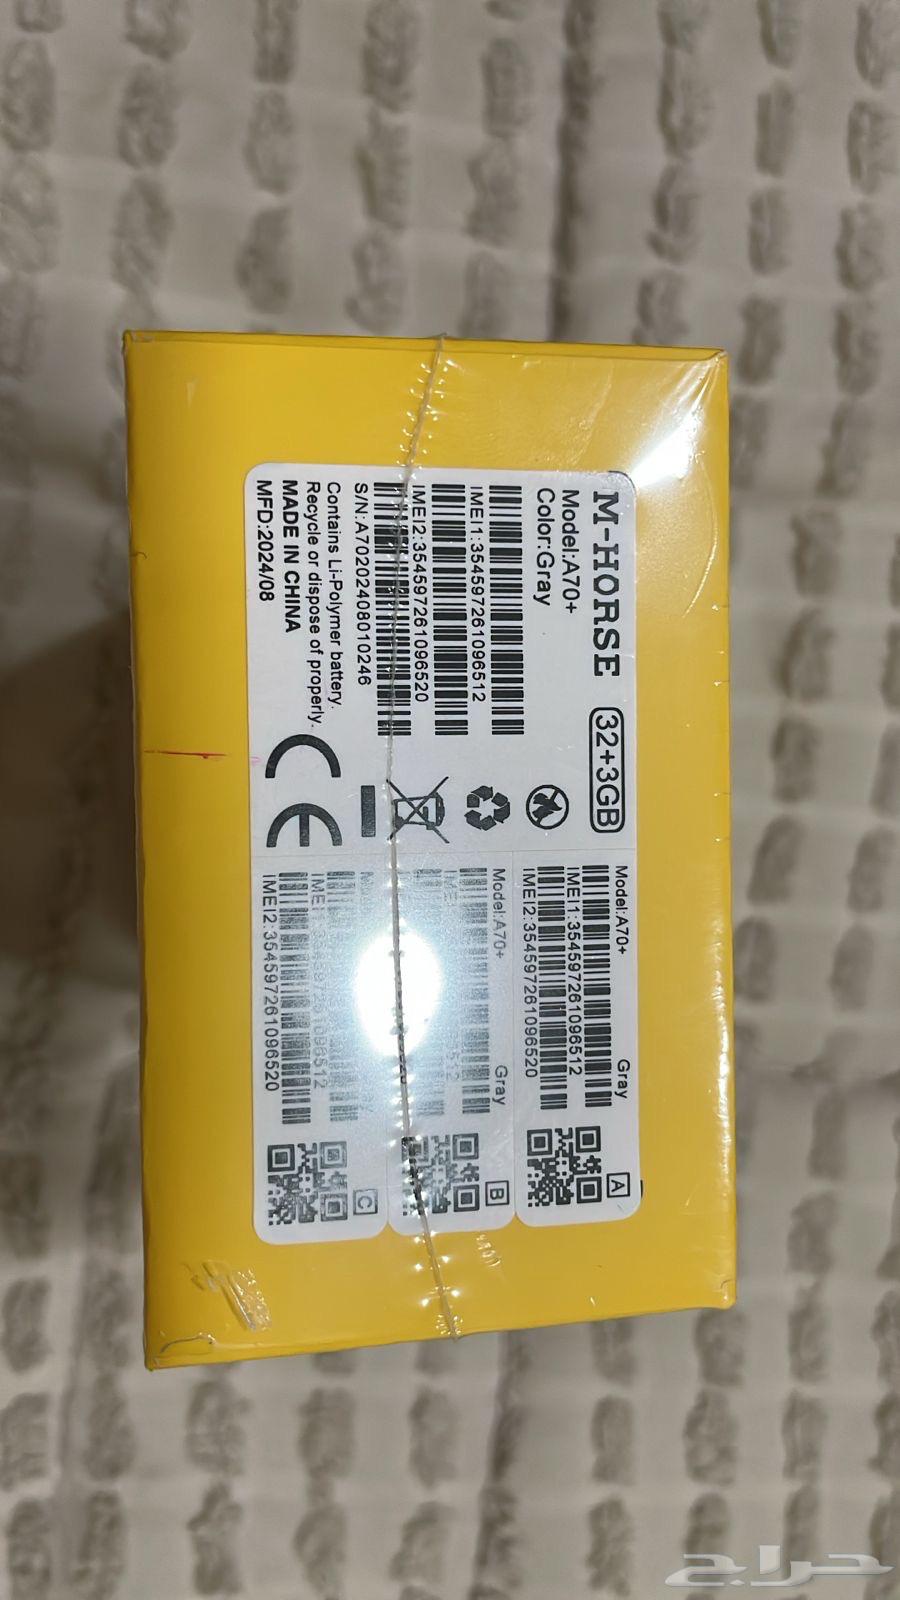 M-HORSE 32+3GB
Model:A70+
Color:Gray
IMEI1:354597261096512
IMEI2:354597261096520
S/N:A70202408010246
Contains Li-Polymer battery.
Recycle or dispose of properly.
MADE IN CHINA
MFD:2024/08
CE
Model:A70+ Gray
A
IMEI1:354597261096512
IMEI2:354597261096520
Model:A70+ Gray
B
C
IMEI2:354597261096520
حراج